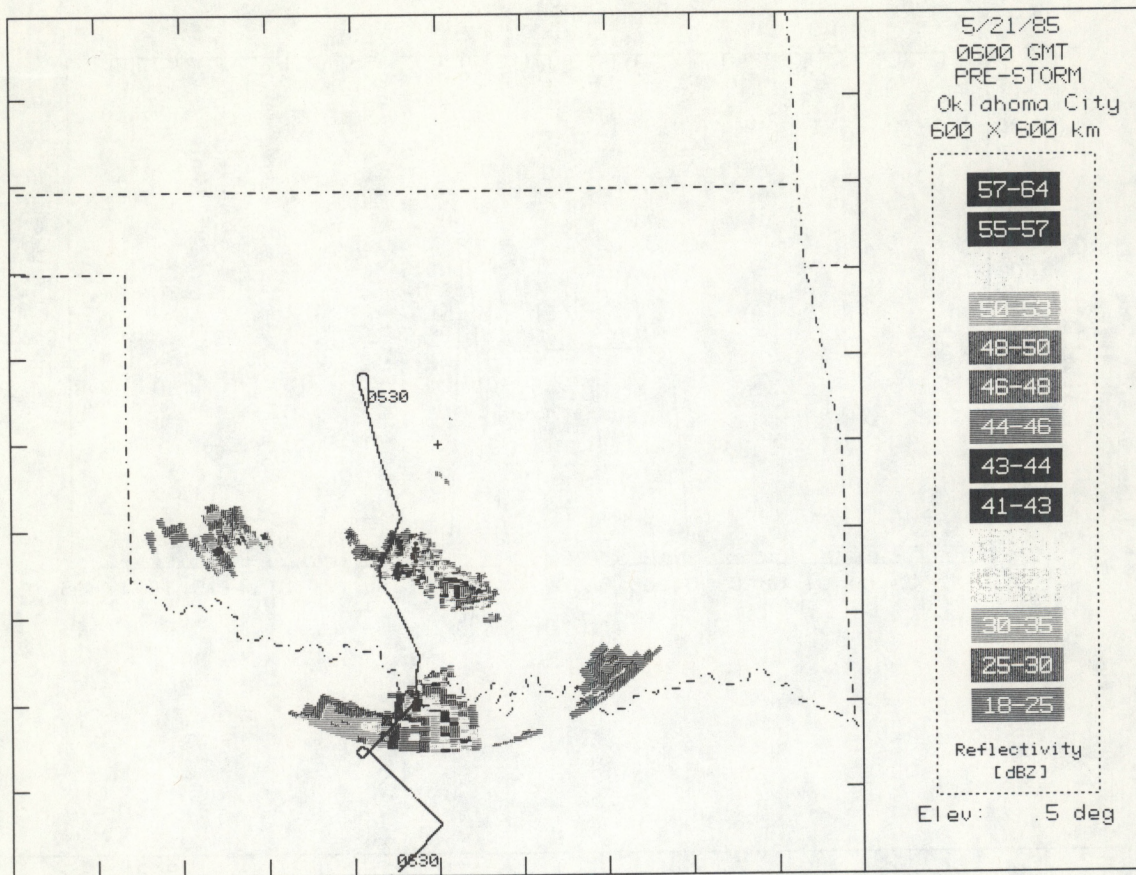 5/21/85
0600 GMT
PRE-STORM
Oklahoma City
600 X 600 km
57-64
55-57
50-53
48-50
46-48
44-46
43-44
41-43
30-35
25-30
18-25
Reflectivity
[dBZ]
Elev: .5 deg
0530
+
0630